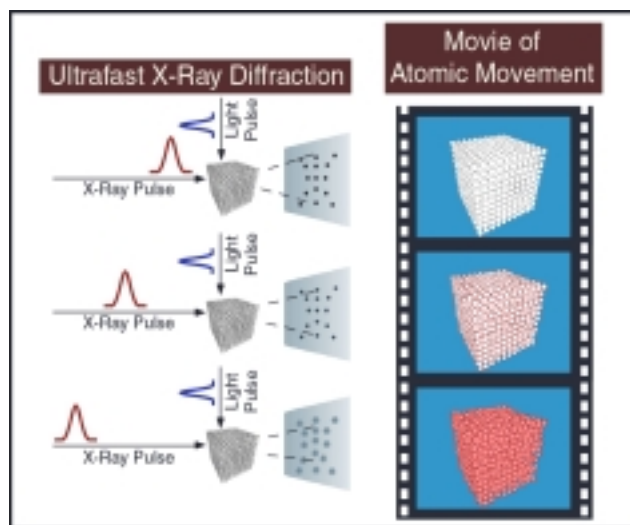 Ultrafast X-Ray Diffraction
Movie of
Atomic Movement
Light
Pulse
X-Ray Pulse
Light
Pulse
X-Ray Pulse
Light
Pulse
X-Ray Pulse